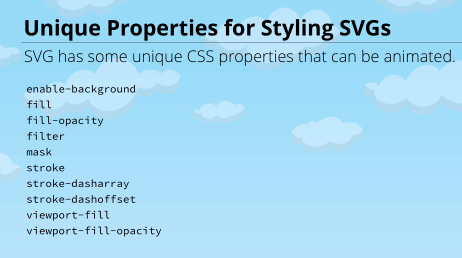 Unique Properties for Styling SVGs
SVG has some unique CSS properties that can be animated.
enable-background
fill
fill-opacity
filter
mask
stroke
stroke-dasharray
stroke-dashoffset
viewport-fill
viewport-fill-opacity